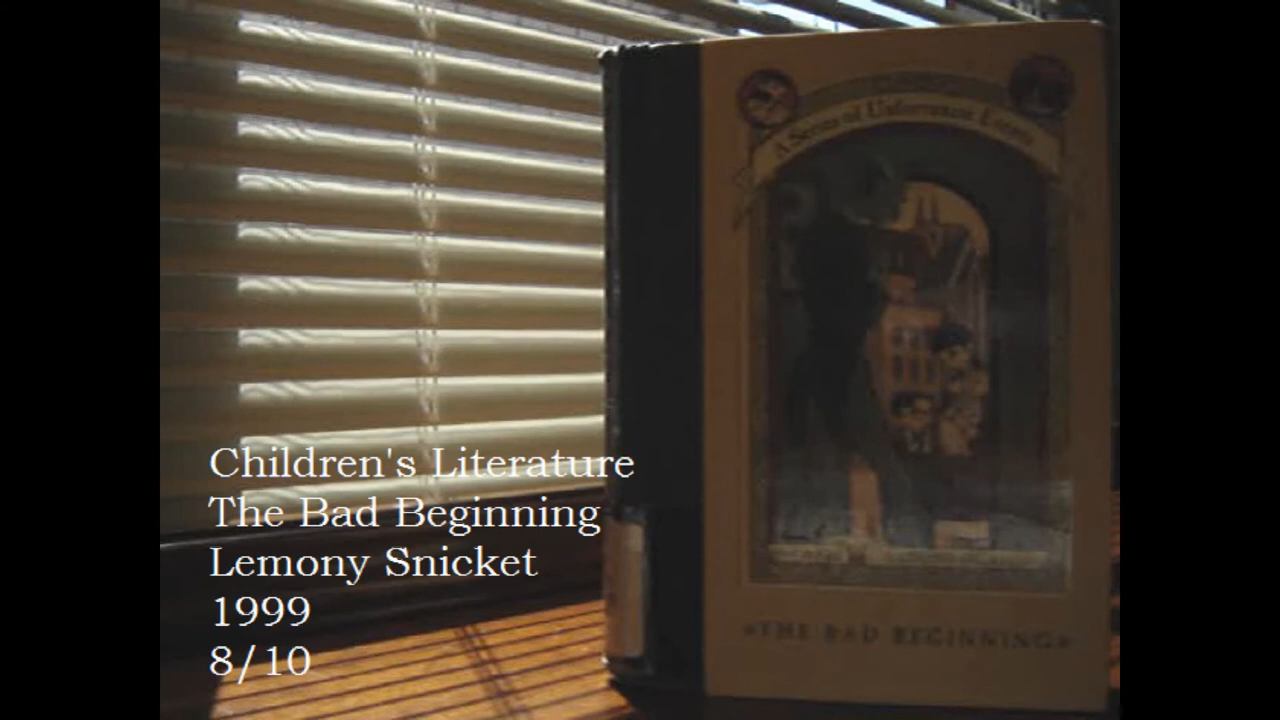 A Series of Unfortunate Events
*THE BAD BEGINNING*
Children's Literature
The Bad Beginning
Lemony Snicket
1999
8/10